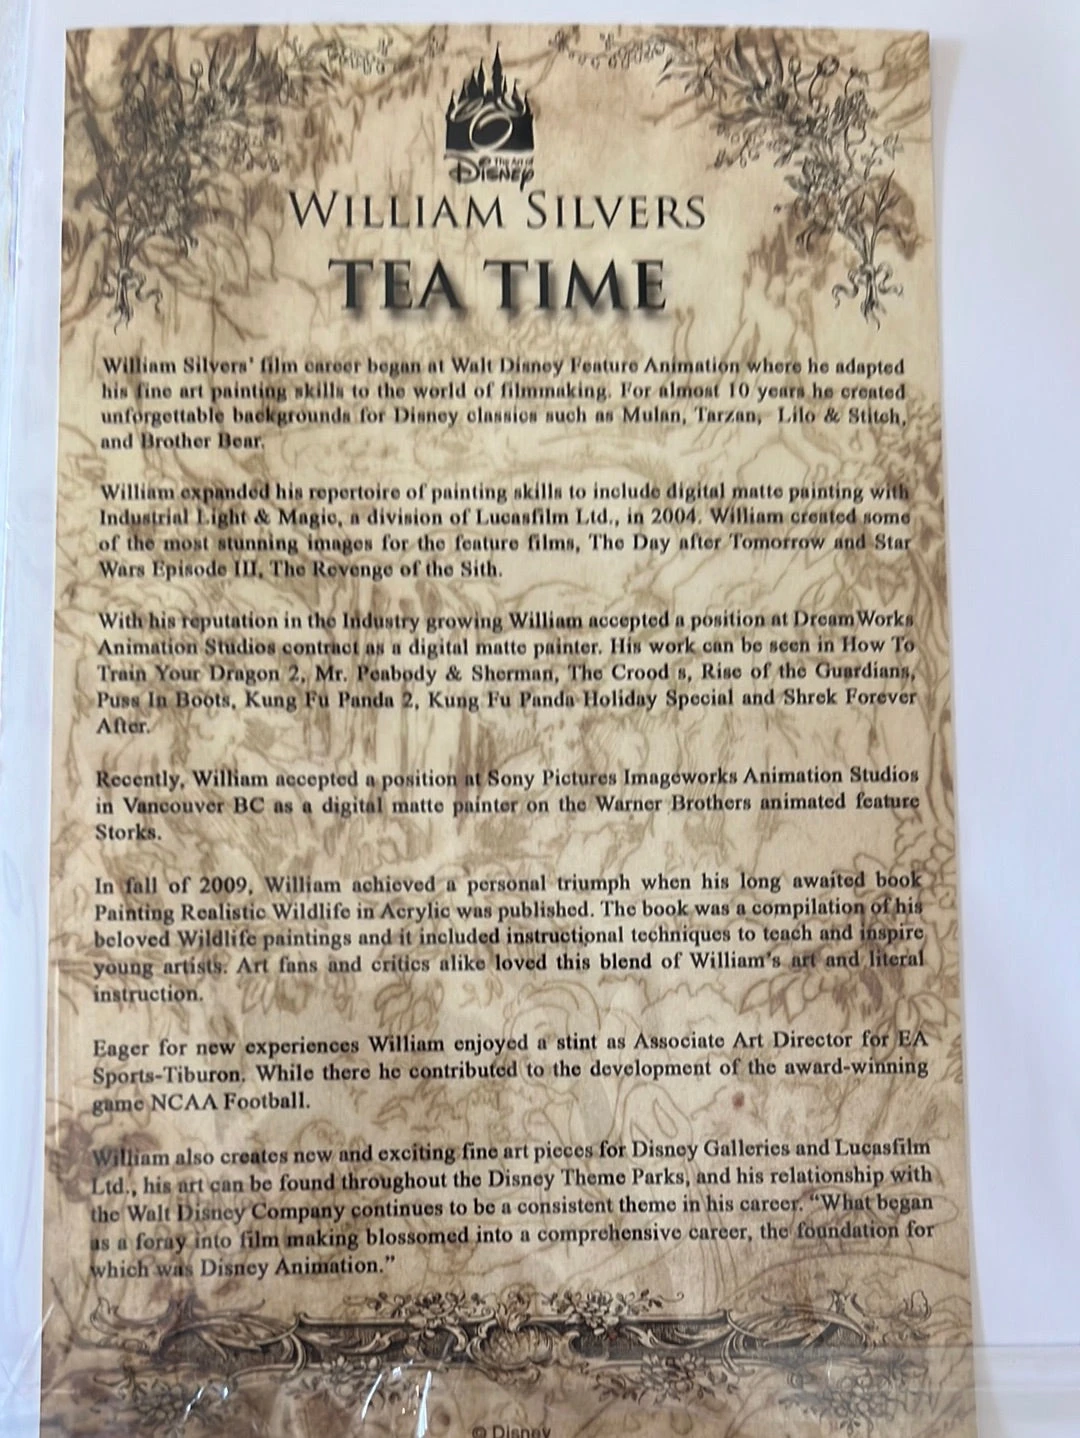 The Art of
Disney
WILLIAM SILVERS
TEA TIME
William Silvers' film career began at Walt Disney Feature Animation where he adapted
his fine art painting skills to the world of filmmaking. For almost 10 years he created
unforgettable backgrounds for Disney classics such as Mulan, Tarzan, Lilo & Stitch,
and Brother Bear.
William expanded his repertoire of painting skills to include digital matte painting with
Industrial Light & Magic, a division of Lucasfilm Ltd., in 2004. William created some
of the most stunning images for the feature films, The Day after Tomorrow and Star
Wars Episode III, The Revenge of the Sith.
With his reputation in the Industry growing William accepted a position at DreamWorks
Animation Studios contract as a digital matte painter. His work can be seen in How To
Train Your Dragon 2, Mr. Peabody & Sherman, The Crood s, Rise of the Guardians,
Puss In Boots, Kung Fu Panda 2, Kung Fu Panda Holiday Special and Shrek Forever
After.
Recently, William accepted a position at Sony Pictures Imageworks Animation Studios
in Vancouver BC as a digital matte painter on the Warner Brothers animated feature
Storks.
In fall of 2009, William achieved a personal triumph when his long awaited book
Painting Realistic Wildlife in Acrylic was published. The book was a compilation of his
beloved Wildlife paintings and it included instructional techniques to teach and inspire
young artists. Art fans and critics alike loved this blend of William's art and literal
instruction.
Eager for new experiences William enjoyed a stint as Associate Art Director for EA
Sports-Tiburon. While there he contributed to the development of the award-winning
game NCAA Football.
William also creates new and exciting fine art pieces for Disney Galleries and Lucasfilm
Ltd., his art can be found throughout the Disney Theme Parks, and his relationship with
the Walt Disney Company continues to be a consistent theme in his career. "What began
as a foray into film making blossomed into a comprehensive career, the foundation for
which was Disney Animation."
© Disney